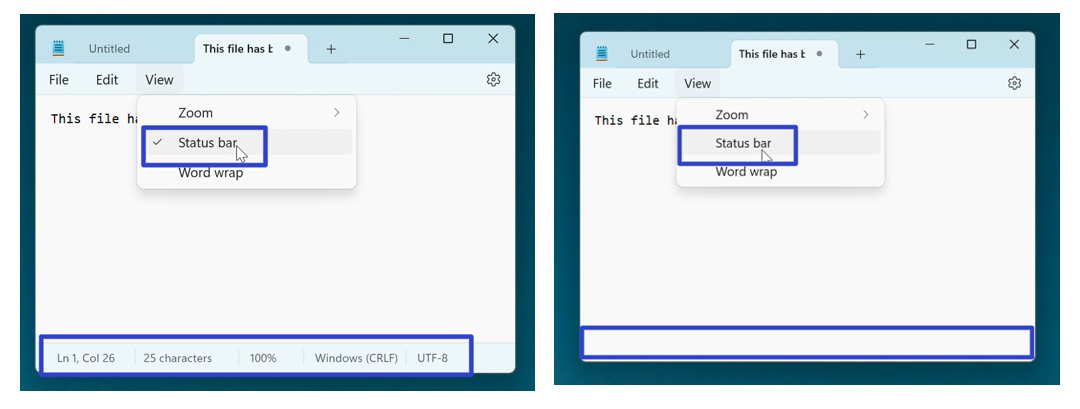 Untitled
This file has b
File Edit View
This file ha
Zoom
Status bar
Word wrap
Ln 1, Col 26 25 characters 100% Windows (CRLF) UTF-8
Untitled
This file has b
File Edit View
This file ha
Zoom
Status bar
Word wrap